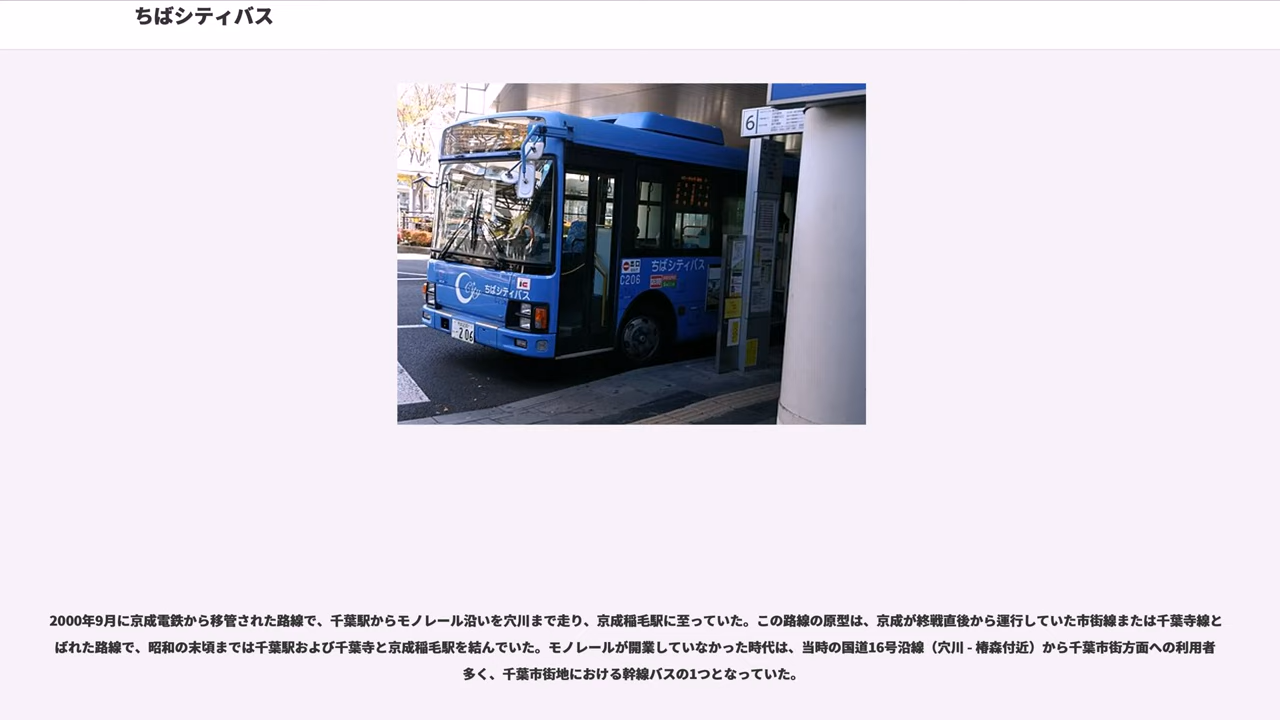 ちばシティバス
6
ちばシティバス
C206
City ちばシティバス
206
2000年9月に京成電鉄から移管された路線で、千葉駅からモノレール沿いを穴川まで走り、京成稲毛駅に至っていた。この路線の原型は、京成が終戦直後から運行していた市街線または千葉寺線と
ばれた路線で、昭和の末頃までは千葉駅および千葉寺と京成稲毛駅を結んでいた。モノレールが開業していなかった時代は、当時の国道16号沿線（穴川 - 椿森付近）から千葉市街方面への利用者
多く、千葉市街地における幹線バスの1つとなっていた。